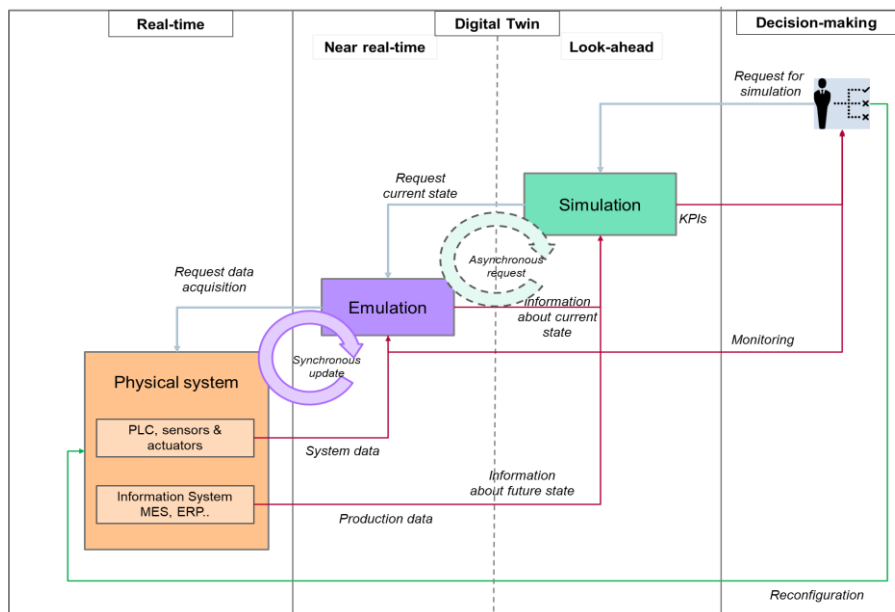 Real-time
Digital Twin
Decision-making
Near real-time
Look-ahead
Request for
simulation
Request
current state
Simulation
KPIs
Asynchronous
request
Request data
acquisition
Emulation
Information
about current
state
Monitoring
Synchronous
update
Physical system
PLC, sensors &
actuators
System data
Information
about future state
Information System
MES, ERP..
Production data
Reconfiguration